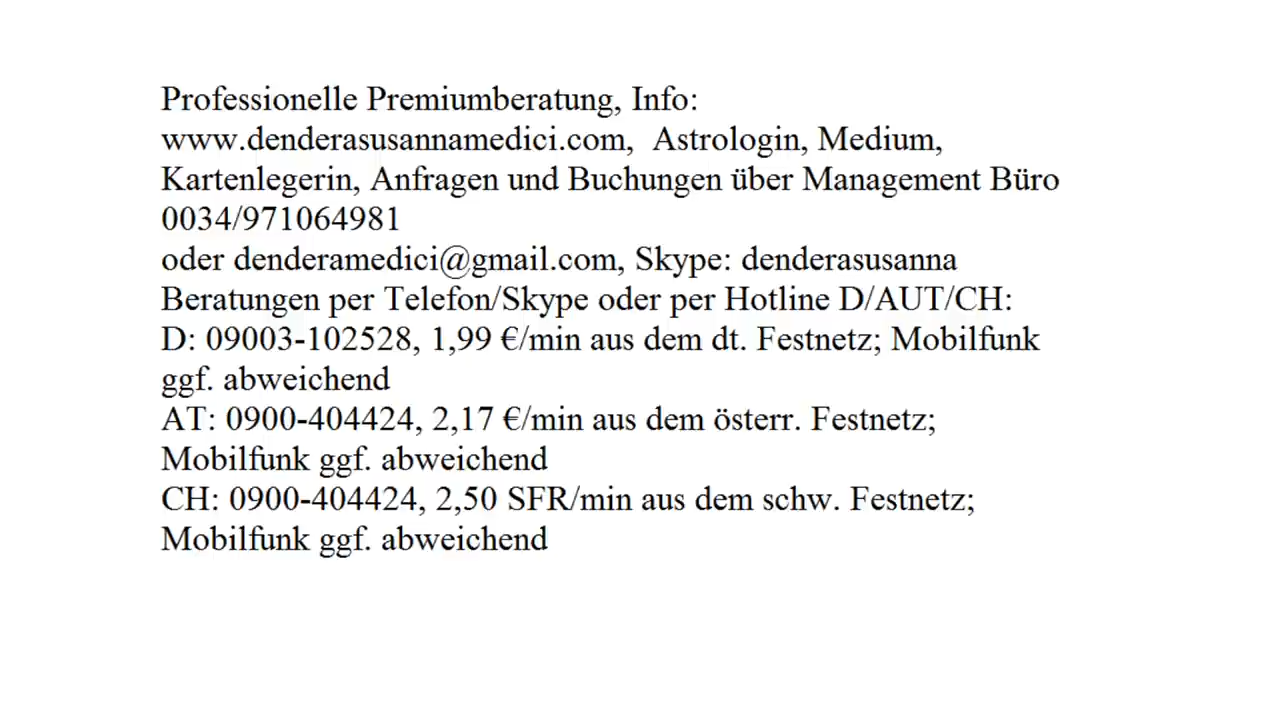 Professionelle Premiumberatung, Info:
www.denderasusannamedici.com, Astrologin, Medium,
Kartenlegerin, Anfragen und Buchungen über Management Büro
0034/971064981
oder denderamedici@gmail.com, Skype: denderasusanna
Beratungen per Telefon/Skype oder per Hotline D/AUT/CH:
D: 09003-102528, 1,99 €/min aus dem dt. Festnetz; Mobilfunk
ggf. abweichend
AT: 0900-404424, 2,17 €/min aus dem österr. Festnetz;
Mobilfunk ggf. abweichend
CH: 0900-404424, 2,50 SFR/min aus dem schw. Festnetz;
Mobilfunk ggf. abweichend